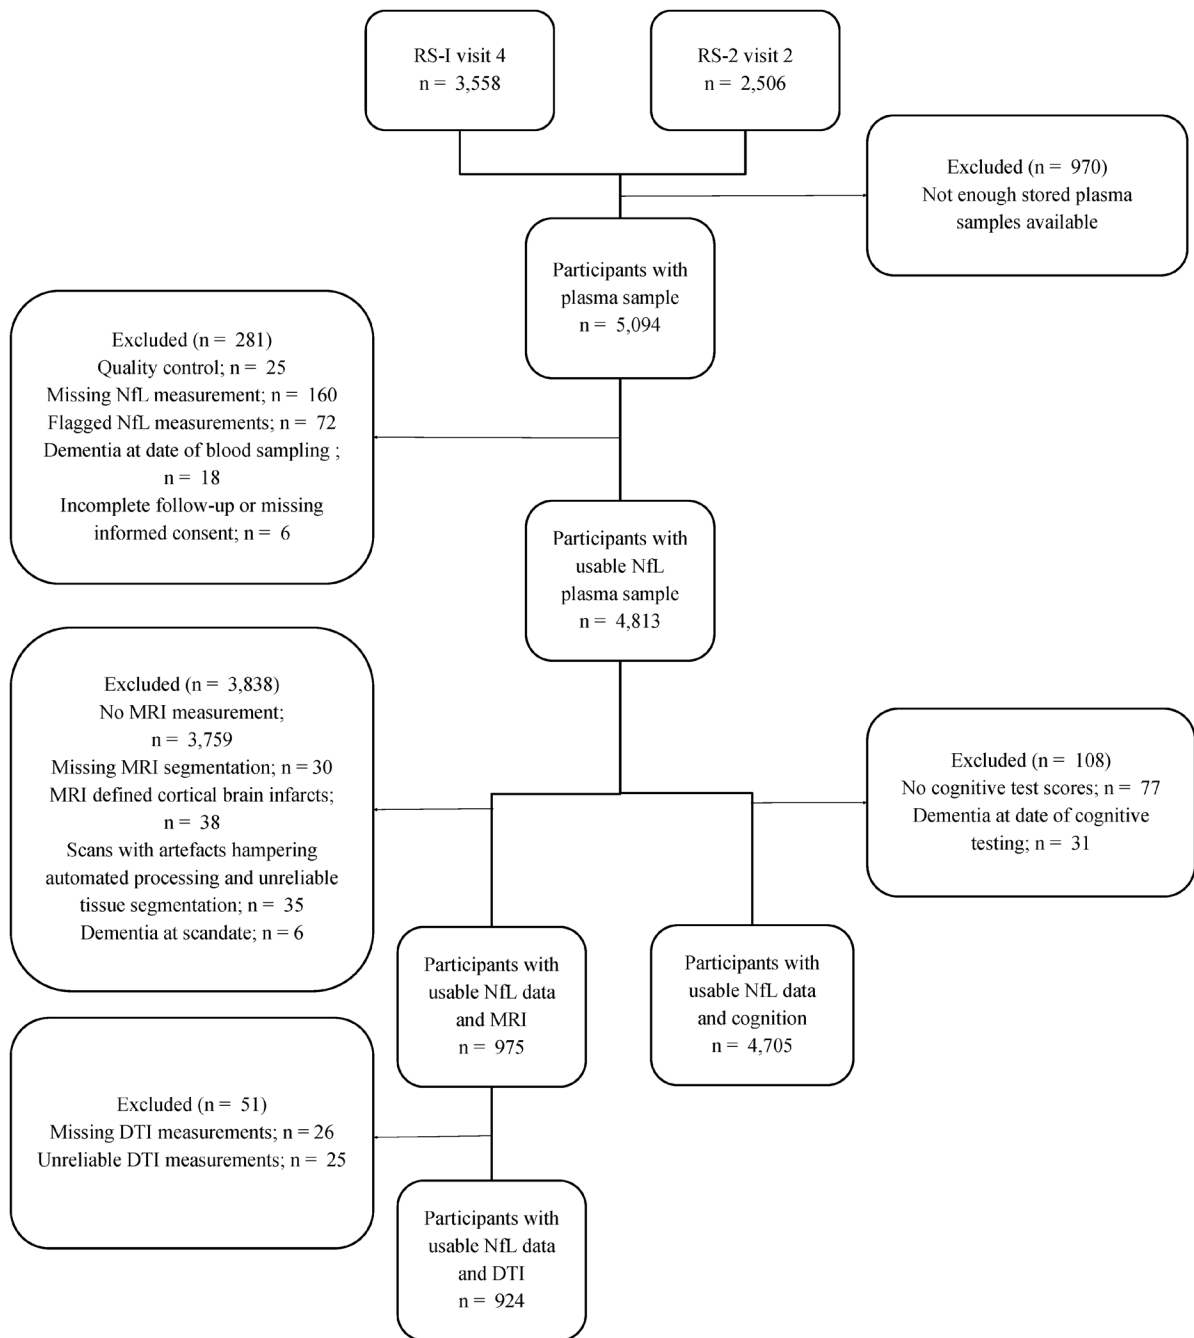 RS-I visit 4
n = 3,558
RS-2 visit 2
n = 2,506
Excluded (n = 970)
Not enough stored plasma
samples available
Participants with
plasma sample
n = 5,094
Excluded (n = 281)
Quality control; n = 25
Missing NfL measurement; n = 160
Flagged NfL measurements; n = 72
Dementia at date of blood sampling ;
n = 18
Incomplete follow-up or missing
informed consent; n = 6
Participants with
usable NfL
plasma sample
n = 4,813
Excluded (n = 3,838)
No MRI measurement;
n = 3,759
Missing MRI segmentation; n = 30
MRI defined cortical brain infarcts;
n = 38
Scans with artefacts hampering
automated processing and unreliable
tissue segmentation; n = 35
Dementia at scandate; n = 6
Excluded (n = 108)
No cognitive test scores; n = 77
Dementia at date of cognitive
testing; n = 31
Participants with
usable NfL data
and MRI
n = 975
Participants with
usable NfL data
and cognition
n = 4,705
Excluded (n = 51)
Missing DTI measurements; n = 26
Unreliable DTI measurements; n = 25
Participants with
usable NfL data
and DTI
n = 924